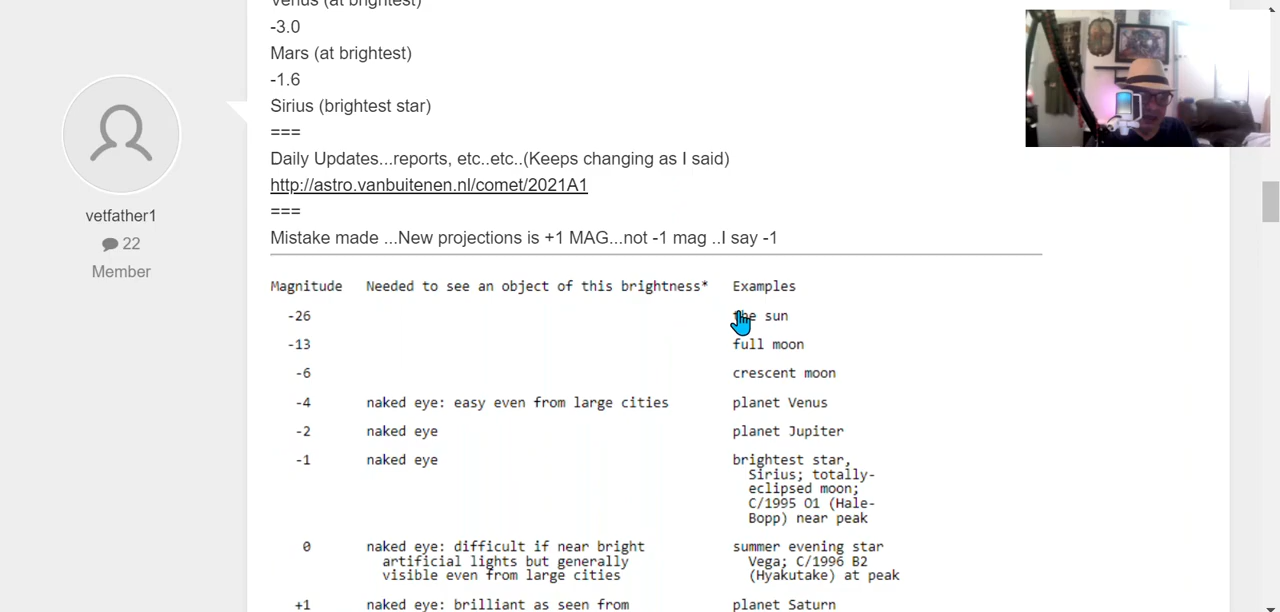 Venus (at brightest)
-3.0
Mars (at brightest)
-1.6
Sirius (brightest star)
===
Daily Updates...reports, etc..etc..(Keeps changing as I said)
http://astro.vanbuitenen.nl/comet/2021A1
===
Mistake made ...New projections is +1 MAG...not -1 mag ..I say -1
vetfather1
22
Member
Magnitude Needed to see an object of this brightness* Examples
-26 the sun
-13 full moon
-6 crescent moon
-4 naked eye: easy even from large cities planet Venus
-2 naked eye planet Jupiter
-1 naked eye brightest star,
Sirius; totally-
eclipsed moon;
C/1995 O1 (Hale-
Bopp) near peak
0 naked eye: difficult if near bright summer evening star
artificial lights but generally Vega; C/1996 B2
visible even from large cities (Hyakutake) at peak
+1 naked eye: brilliant as seen from planet Saturn